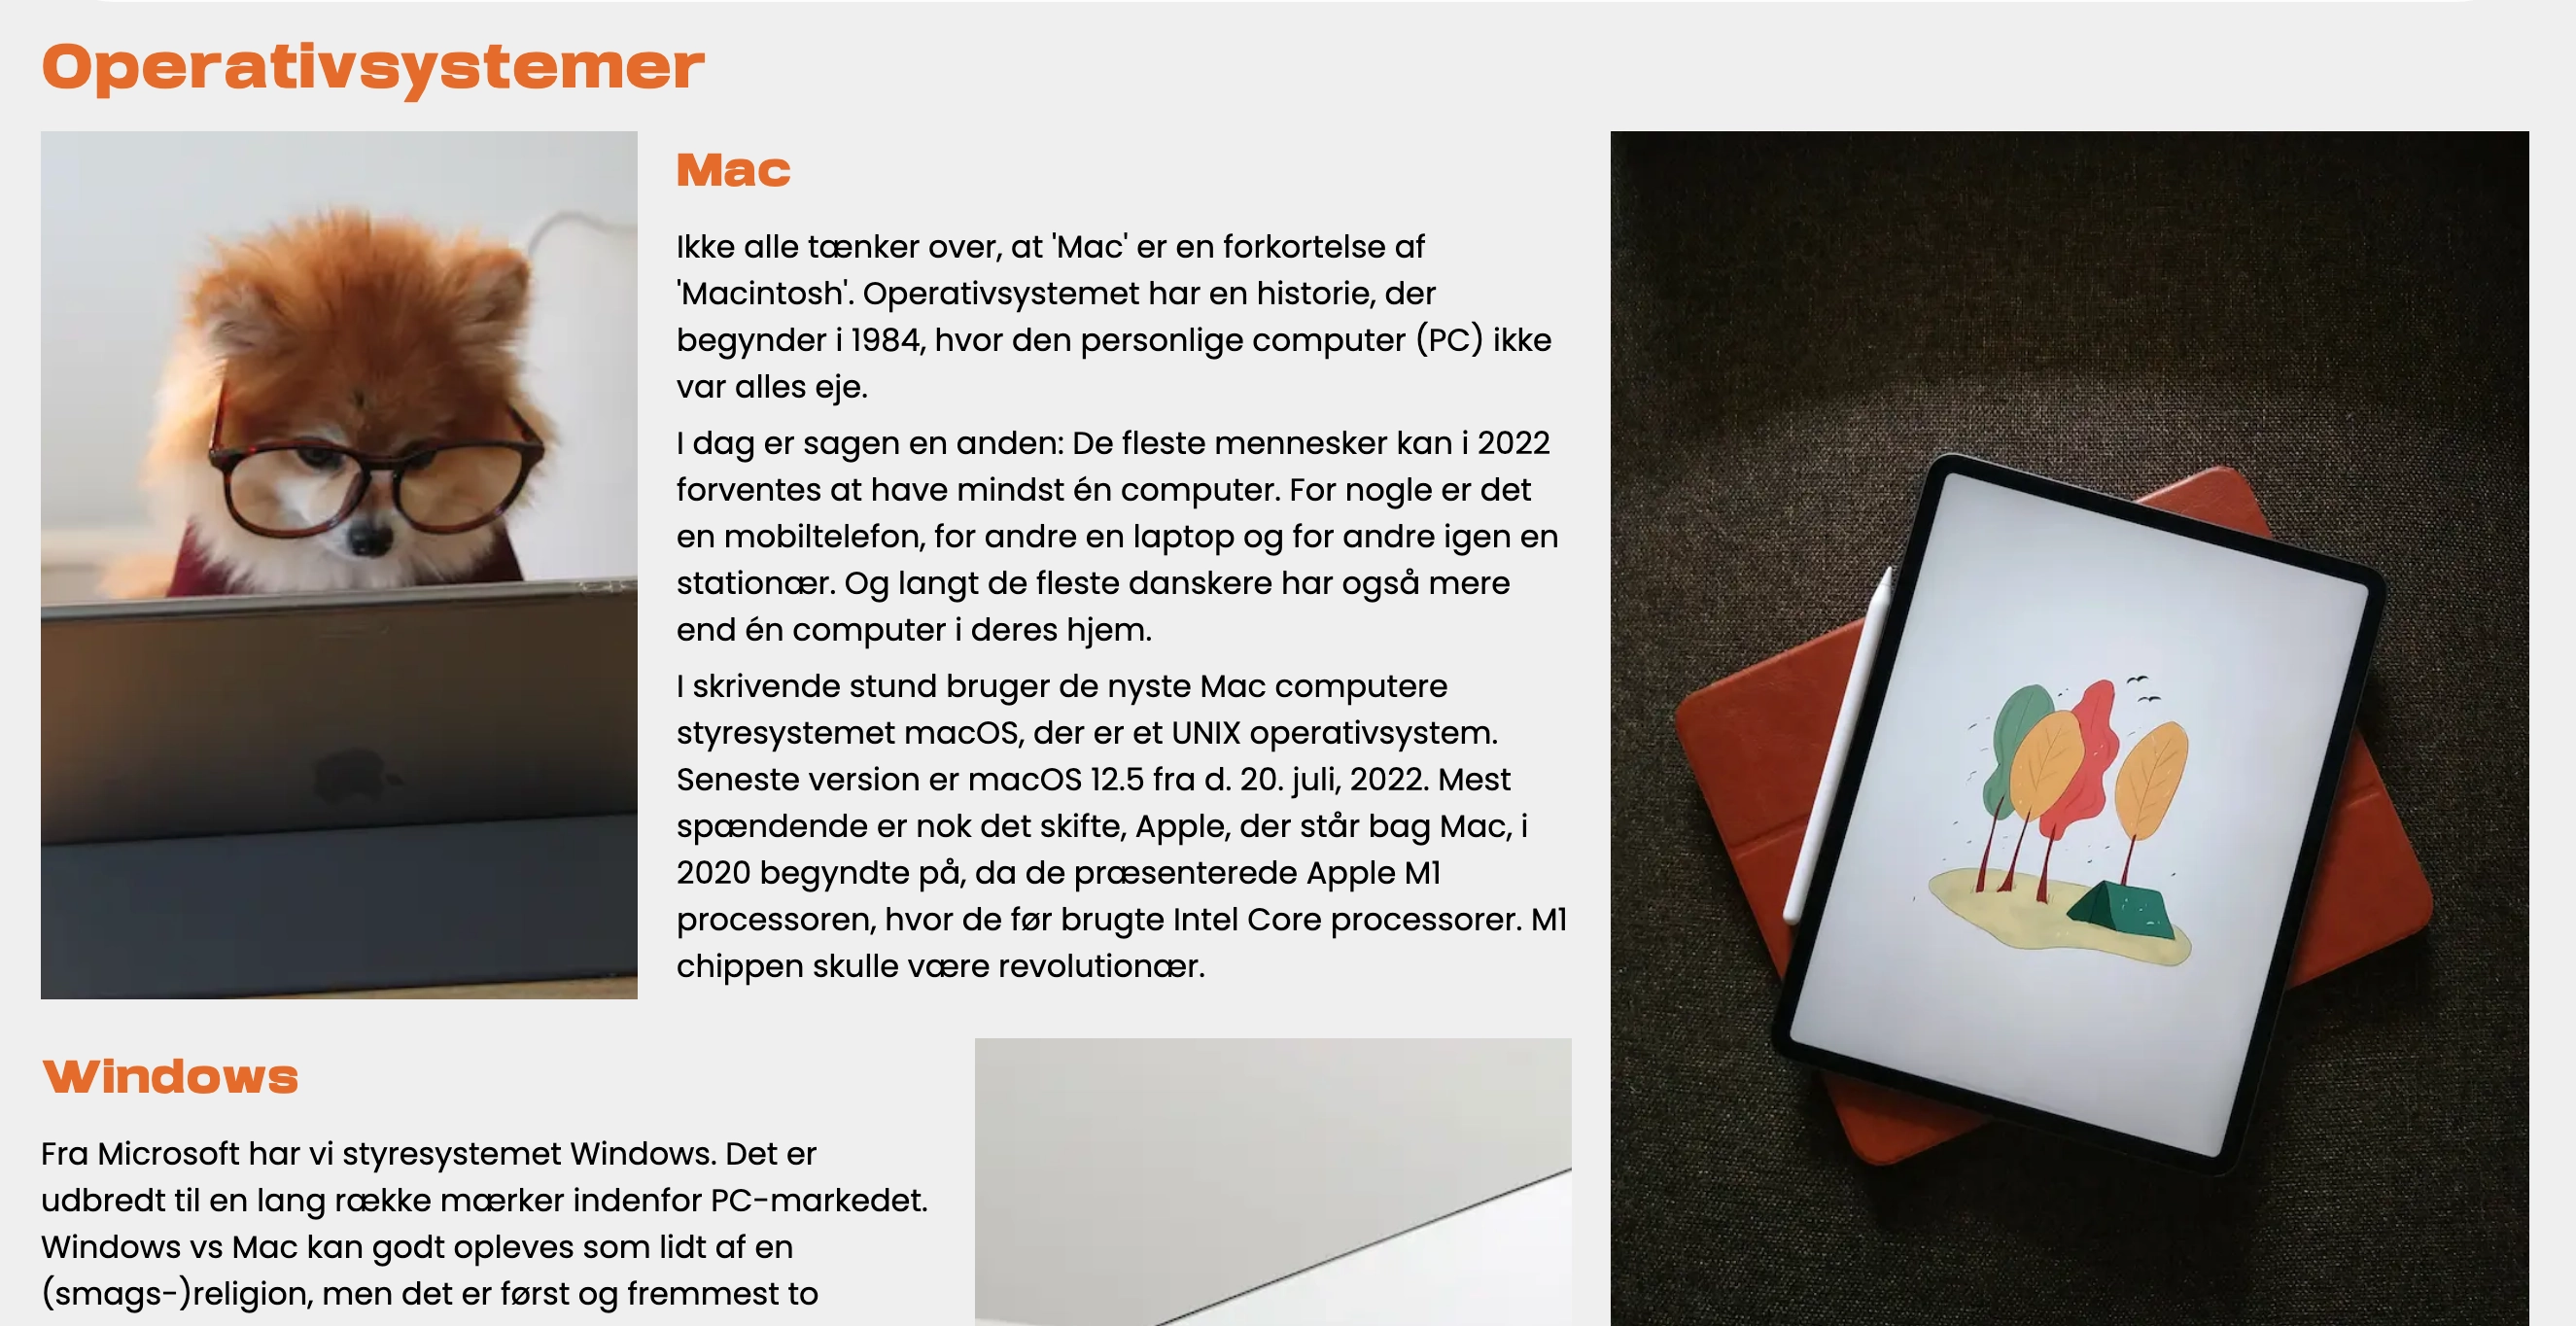 Operativsystemer
Mac
Ikke alle tænker over, at 'Mac' er en forkortelse af
'Macintosh'. Operativsystemet har en historie, der
begynder i 1984, hvor den personlige computer (PC) ikke
var alles eje.
I dag er sagen en anden: De fleste mennesker kan i 2022
forventes at have mindst én computer. For nogle er det
en mobiltelefon, for andre en laptop og for andre igen en
stationær. Og langt de fleste danskere har også mere
end én computer i deres hjem.
I skrivende stund bruger de nyste Mac computere
styresystemet macOS, der er et UNIX operativsystem.
Seneste version er macOS 12.5 fra d. 20. juli, 2022. Mest
spændende er nok det skifte, Apple, der står bag Mac, i
2020 begyndte på, da de præsenterede Apple M1
processoren, hvor de før brugte Intel Core processorer. M1
chippen skulle være revolutionær.
Windows
Fra Microsoft har vi styresystemet Windows. Det er
udbredt til en lang række mærker indenfor PC-markedet.
Windows vs Mac kan godt opleves som lidt af en
(smags-)religion, men det er først og fremmest to